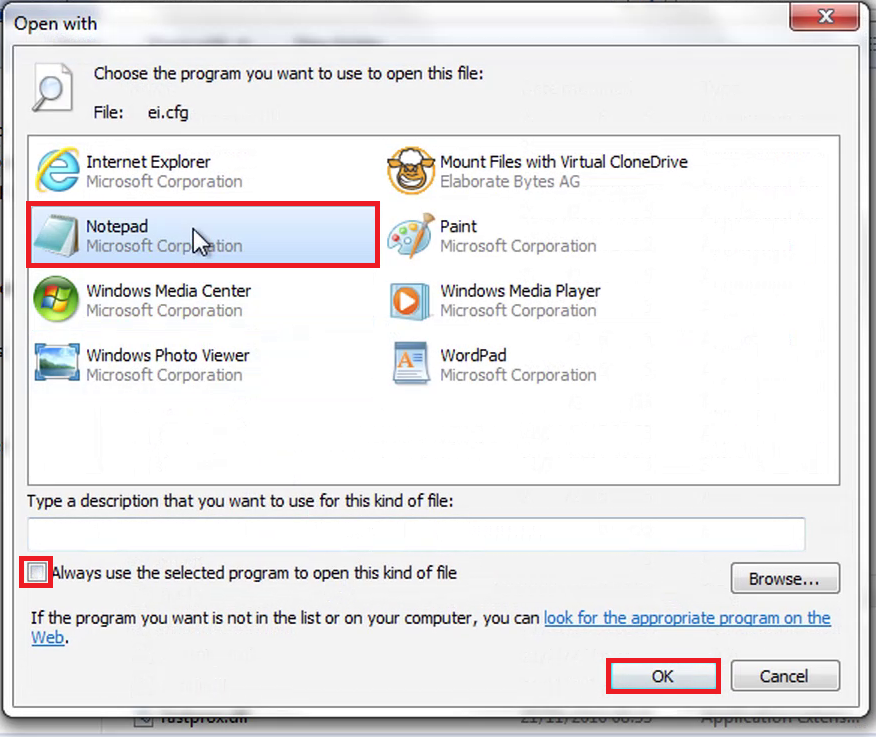 Open with
Choose the program you want to use to open this file:
File: ei.cfg
Internet Explorer
Microsoft Corporation
Mount Files with Virtual CloneDrive
Elaborate Bytes AG
Notepad
Microsoft Corporation
Paint
Microsoft Corporation
Windows Media Center
Microsoft Corporation
Windows Media Player
Microsoft Corporation
Windows Photo Viewer
Microsoft Corporation
WordPad
Microsoft Corporation
Type a description that you want to use for this kind of file:
Always use the selected program to open this kind of file
Browse...
If the program you want is not in the list or on your computer, you can look for the appropriate program on the
Web.
OK
Cancel